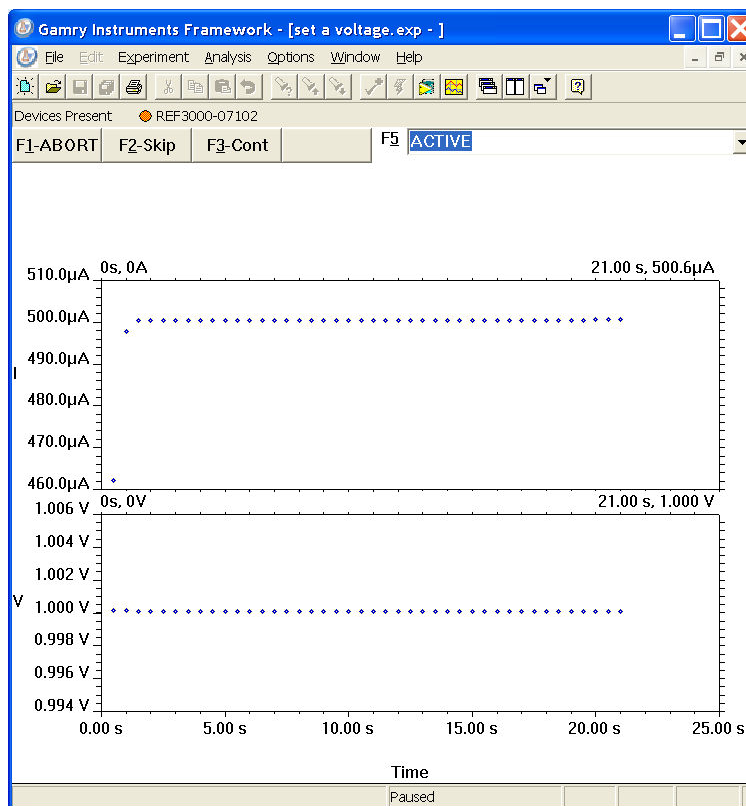 Gamry Instruments Framework - [set a voltage.exp - ]
File Edit Experiment Analysis Options Window Help
Devices Present REF3000-07102
F1-ABORT F2-Skip F3-Cont F5 ACTIVE
0s, 0A 21.00 s, 500.6µA
510.0µA
500.0µA
490.0µA
I
480.0µA
470.0µA
460.0µA
0s, 0V 21.00 s, 1.000 V
1.006 V
1.004 V
1.002 V
V
1.000 V
0.998 V
0.996 V
0.994 V
0.00 s 5.00 s 10.00 s 15.00 s 20.00 s 25.00 s
Time
Paused